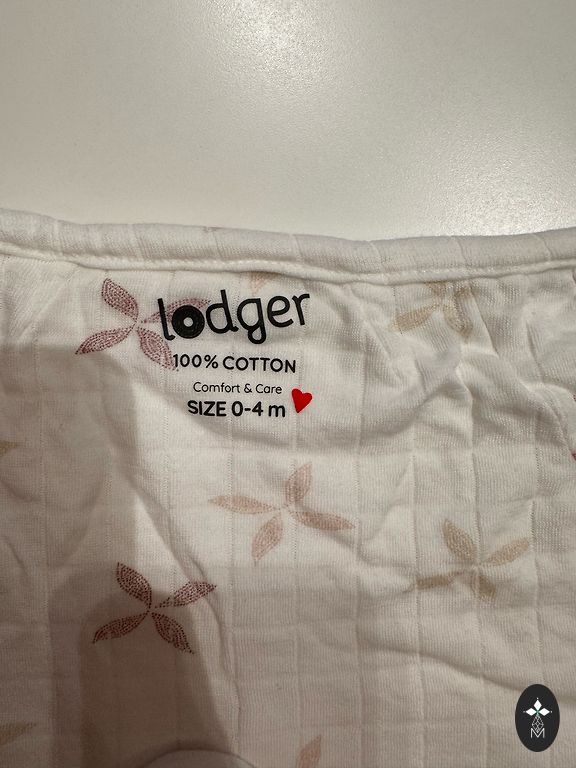 lodger
100% COTTON
Comfort & Care
SIZE 0-4 m
M